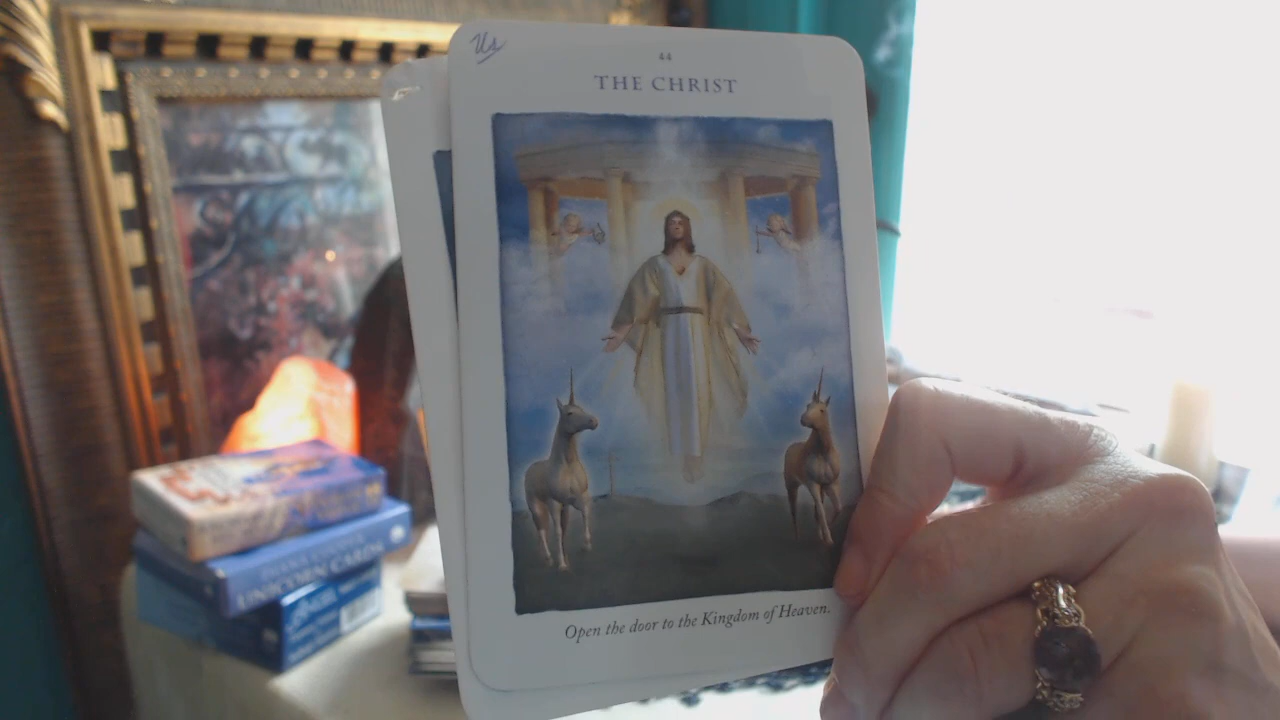 44
THE CHRIST
Open the door to the Kingdom of Heaven.
UNICORN CARDS